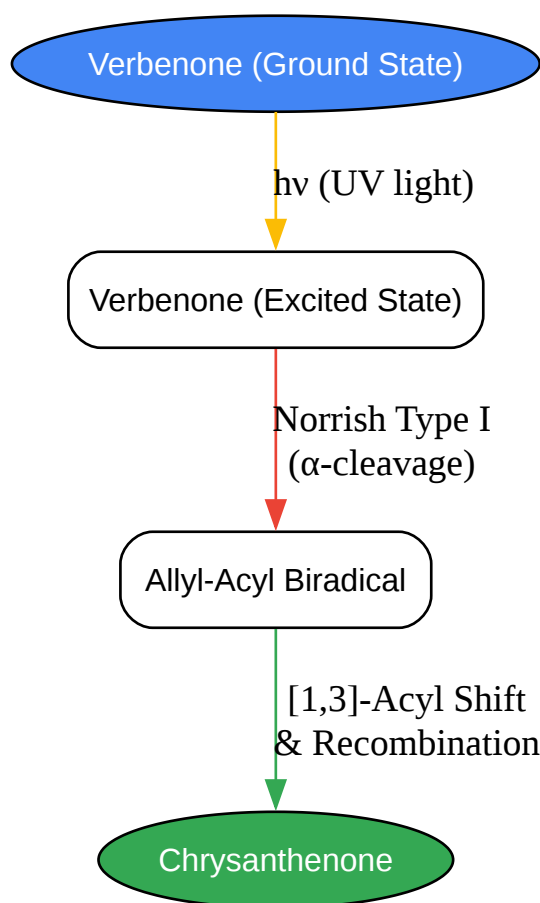 Verbenone (Ground State)
hν (UV light)
Verbenone (Excited State)
Norrish Type I
(α-cleavage)
Allyl-Acyl Biradical
[1,3]-Acyl Shift
& Recombination
Chrysanthenone